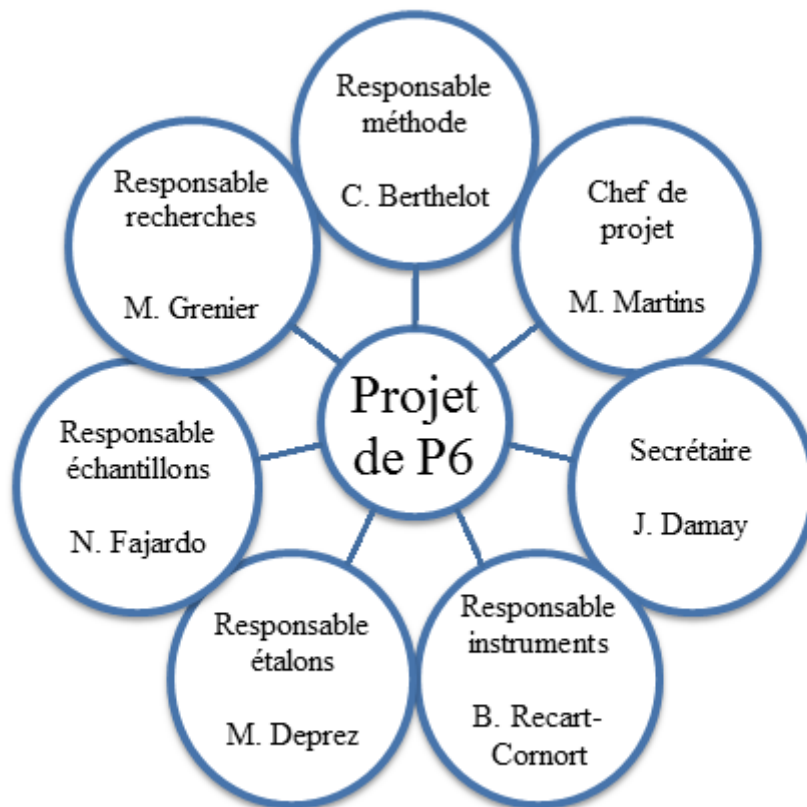 Responsable
méthode
C. Berthelot
Chef de
projet
M. Martins
Secrétaire
J. Damay
Responsable
instruments
B. Recart-
Cornort
Responsable
étalons
M. Deprez
Responsable
échantillons
N. Fajardo
Responsable
recherches
M. Grenier
Projet
de P6